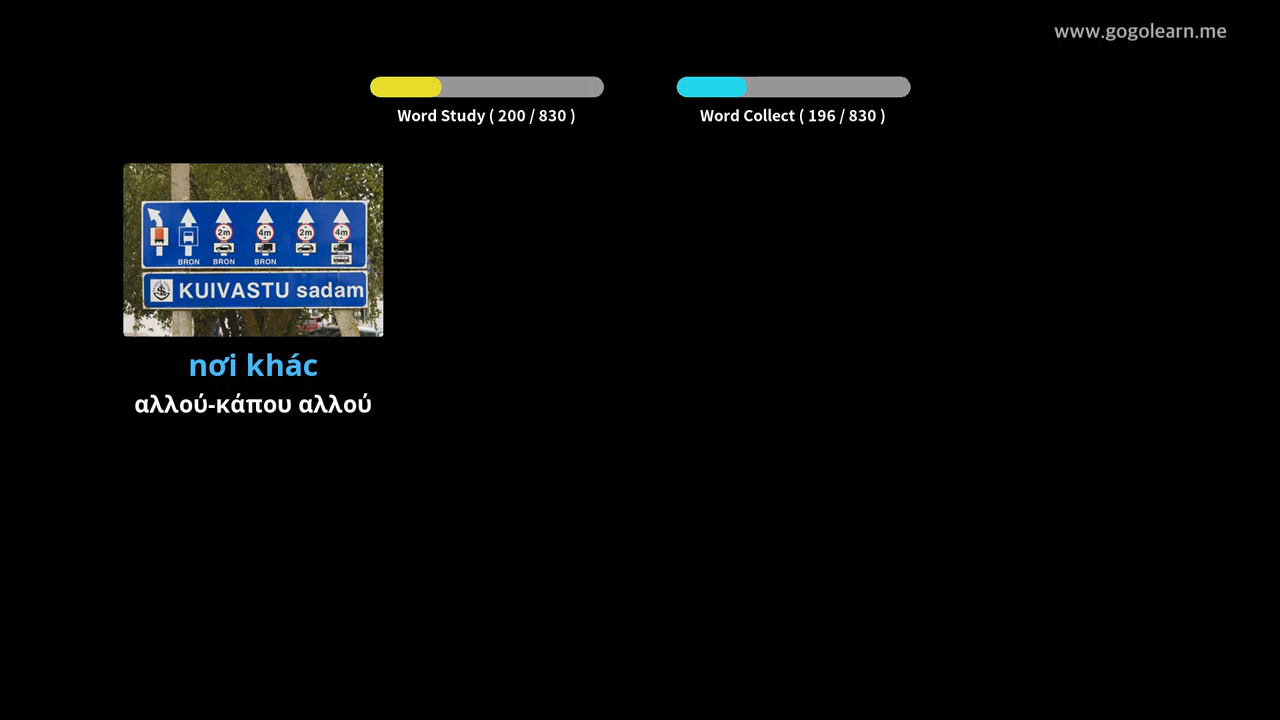 www.gogolearn.me
Word Study ( 200 / 830 )
Word Collect ( 196 / 830 )
2m 4m 2m 4m
BRON BRON BRON
KUIVASTU sadam
nơi khác
αλλού-κάπου αλλού